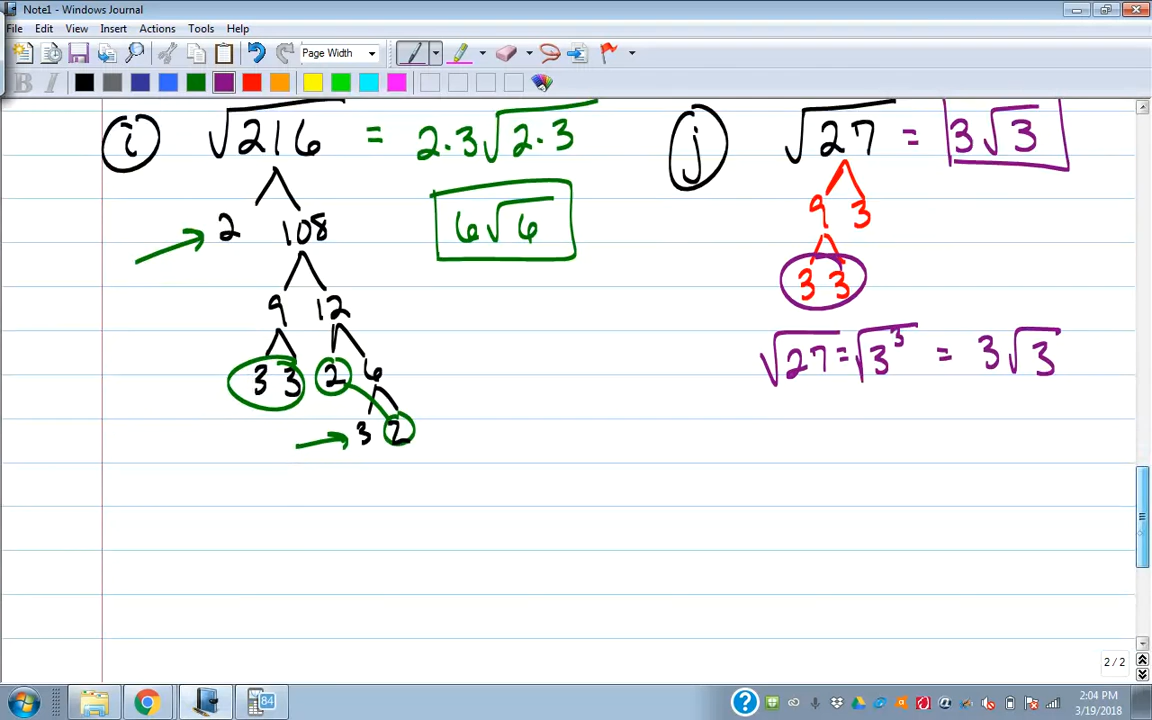 Note1 - Windows Journal
File Edit View Insert Actions Tools Help
Page Width
B I
i √216 = 2·3√2·3
6√6
2 108
9 12
3 3 2 6
3 2
j √27 = 3√3
9 3
3 3
√27 = √3³ = 3√3
2 / 2
84
2:04 PM
3/19/2018